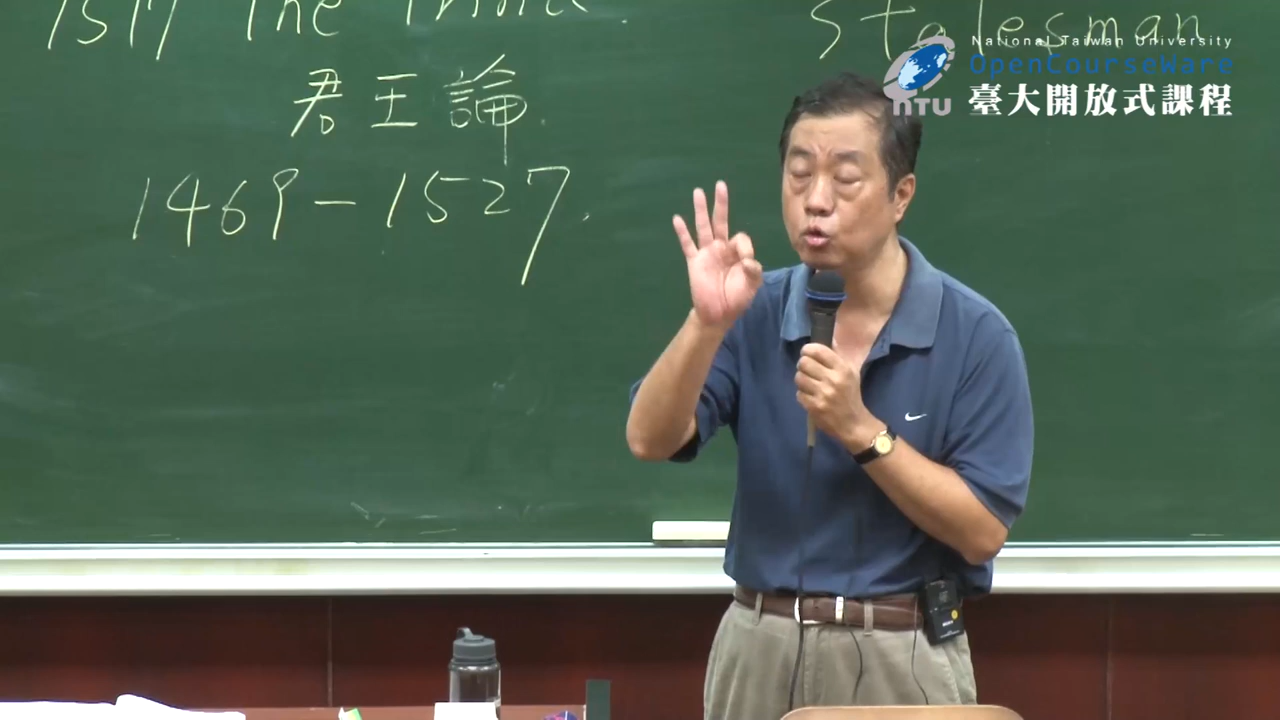 1517 The Prince.
君王論.
1469-1527.
Statesman
National Taiwan University
OpenCourseWare
臺大開放式課程
NTU